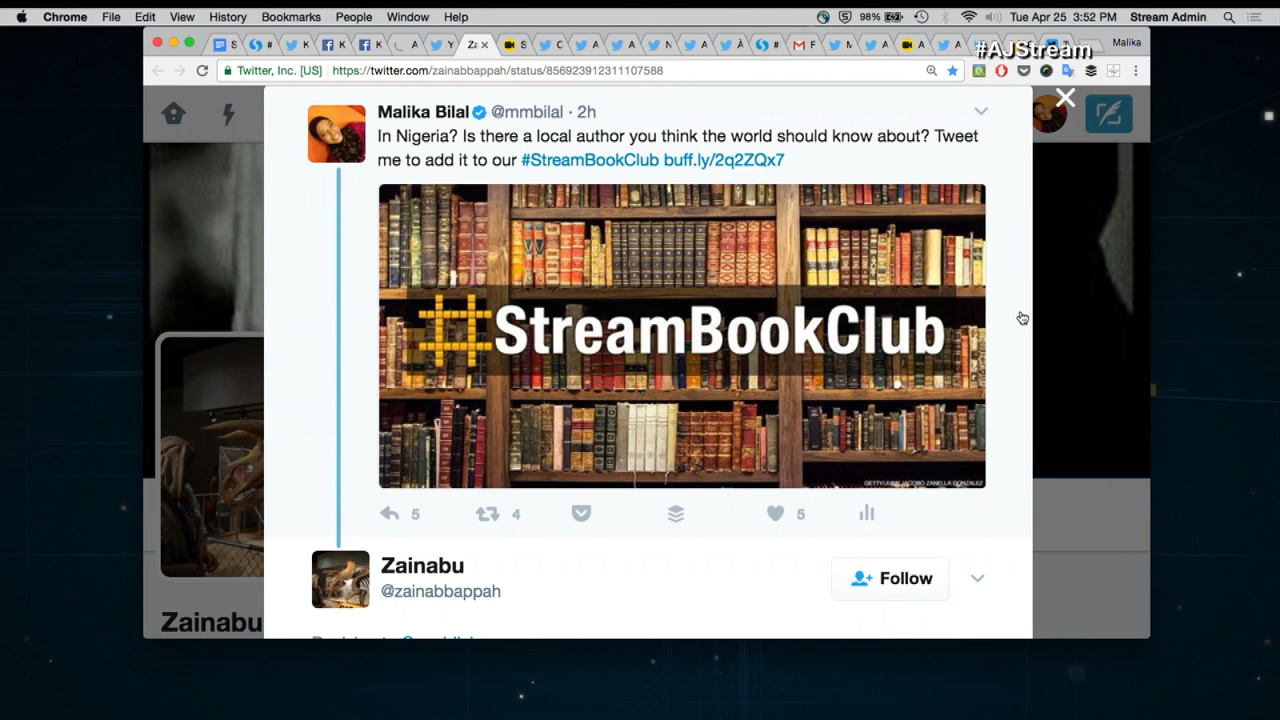 Chrome File Edit View History Bookmarks People Window Help
98% Tue Apr 25 3:52 PM Stream Admin
Malika
#AJStream
Twitter, Inc. [US] https://twitter.com/zainabbappah/status/856923912311107588
Malika Bilal @mmbilal · 2h
In Nigeria? Is there a local author you think the world should know about? Tweet
me to add it to our #StreamBookClub buff.ly/2q2ZQx7
#StreamBookClub
5 4 5
Zainabu
@zainabbappah
Follow
Zainabu